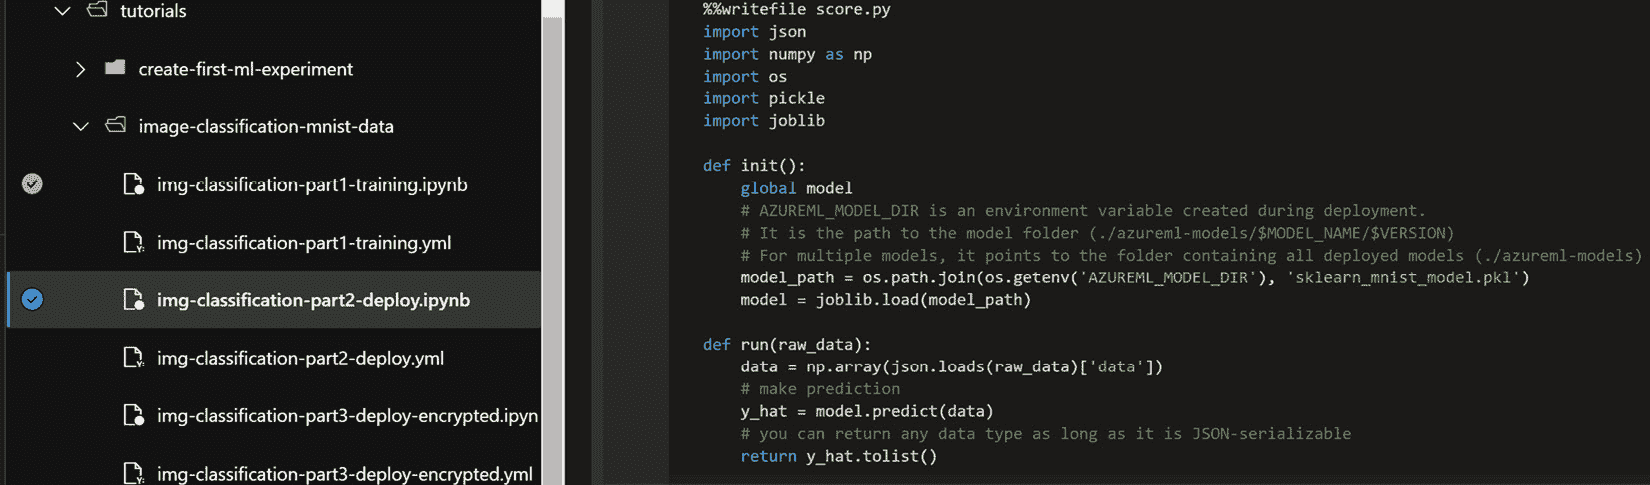 tutorials
create-first-ml-experiment
image-classification-mnist-data
img-classification-part1-training.ipynb
img-classification-part1-training.yml
img-classification-part2-deploy.ipynb
img-classification-part2-deploy.yml
img-classification-part3-deploy-encrypted.ipyn
img-classification-part3-deploy-encrypted.yml
%%writefile score.py
import json
import numpy as np
import os
import pickle
import joblib
def init():
    global model
    # AZUREML_MODEL_DIR is an environment variable created during deployment.
    # It is the path to the model folder (./azureml-models/$MODEL_NAME/$VERSION)
    # For multiple models, it points to the folder containing all deployed models (./azureml-models)
    model_path = os.path.join(os.getenv('AZUREML_MODEL_DIR'), 'sklearn_mnist_model.pkl')
    model = joblib.load(model_path)
def run(raw_data):
    data = np.array(json.loads(raw_data)['data'])
    # make prediction
    y_hat = model.predict(data)
    # you can return any data type as long as it is JSON-serializable
    return y_hat.tolist()